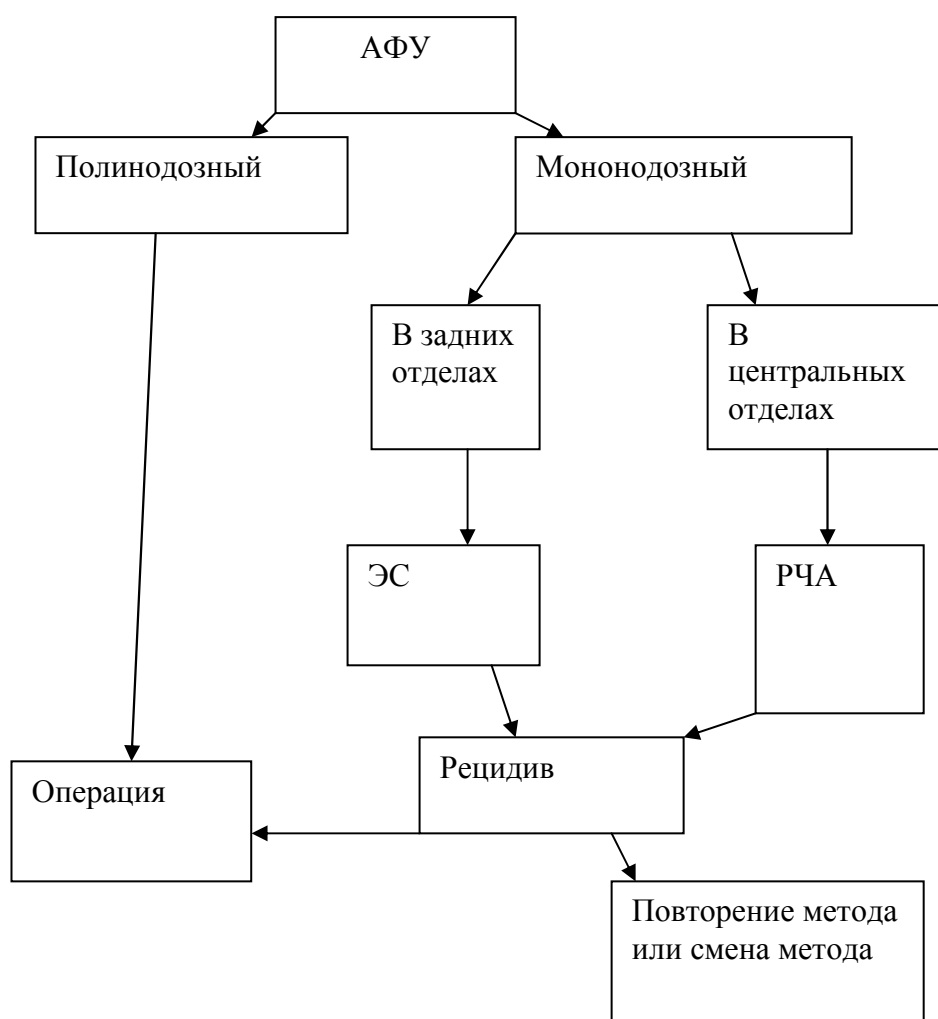 АФУ
Полинодозный
Мононодозный
В задних
отделах
В
центральных
отделах
ЭС
РЧА
Рецидив
Операция
Повторение метода
или смена метода